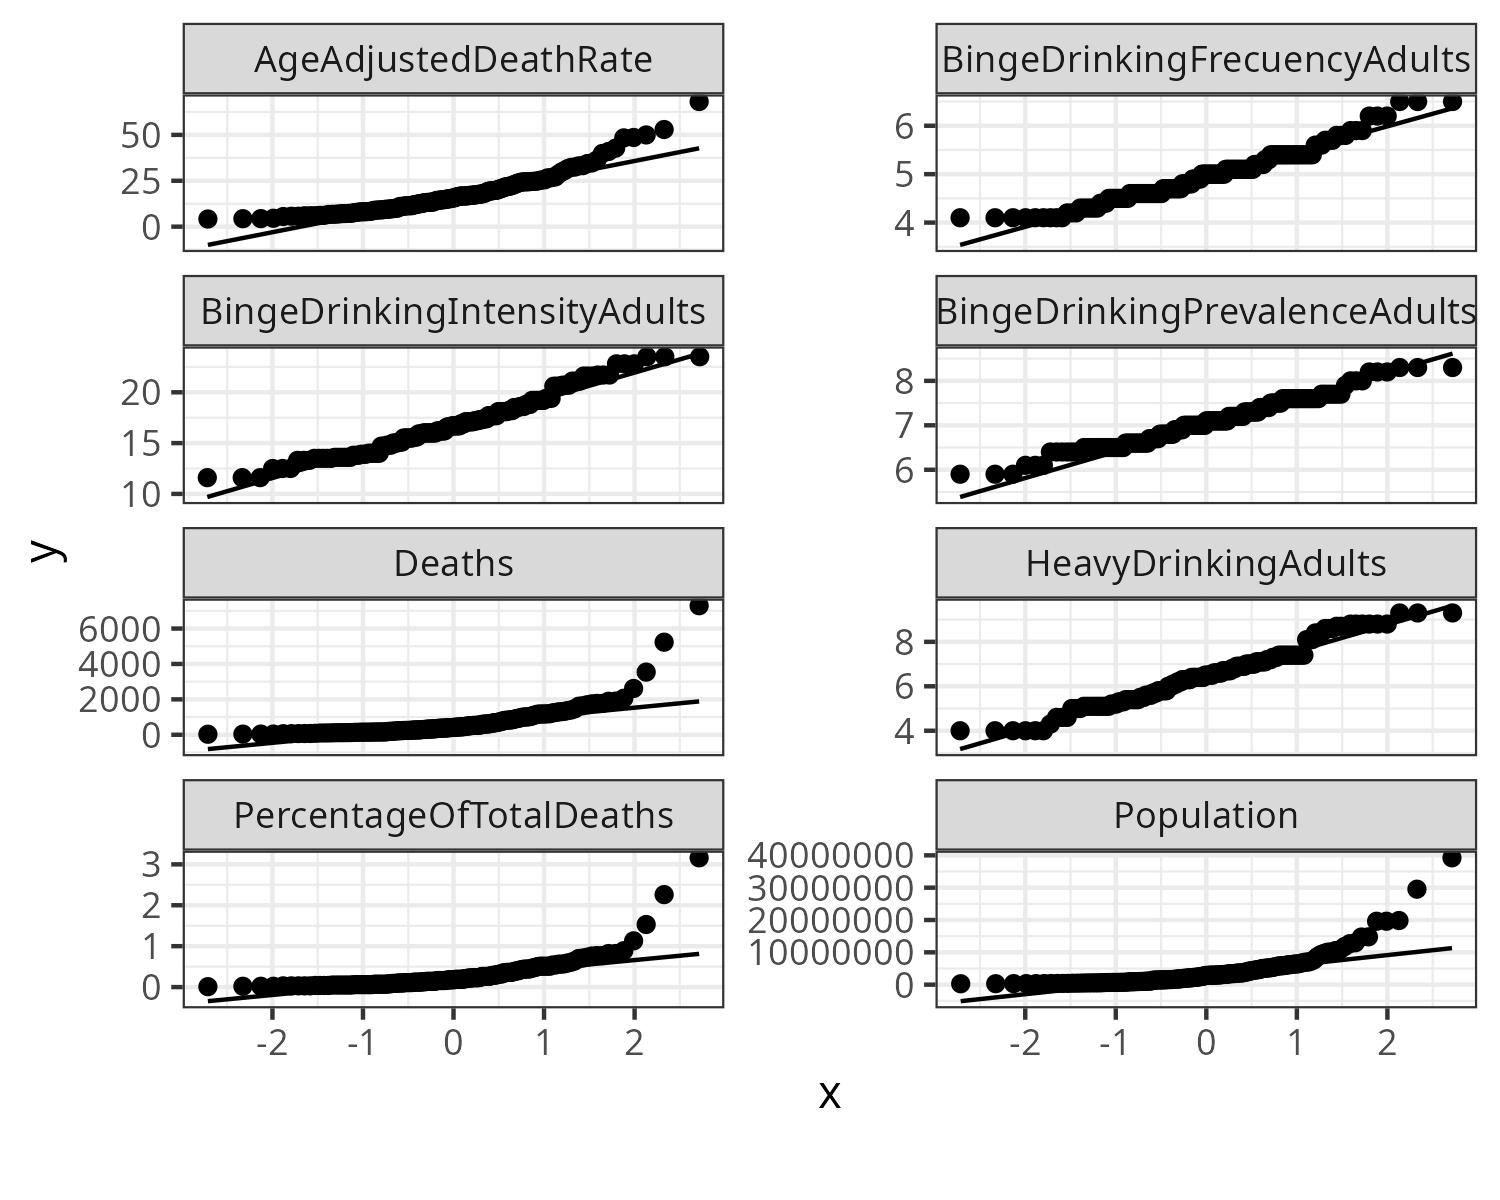 AgeAdjustedDeathRate
BingeDrinkingFrecuencyAdults
50
25
0
6
5
4
BingeDrinkingIntensityAdults
BingeDrinkingPrevalenceAdults
20
15
10
8
7
6
y
Deaths
HeavyDrinkingAdults
6000
4000
2000
0
8
6
4
PercentageOfTotalDeaths
Population
3
2
1
0
40000000
30000000
20000000
10000000
0
-2 -1 0 1 2
-2 -1 0 1 2
x